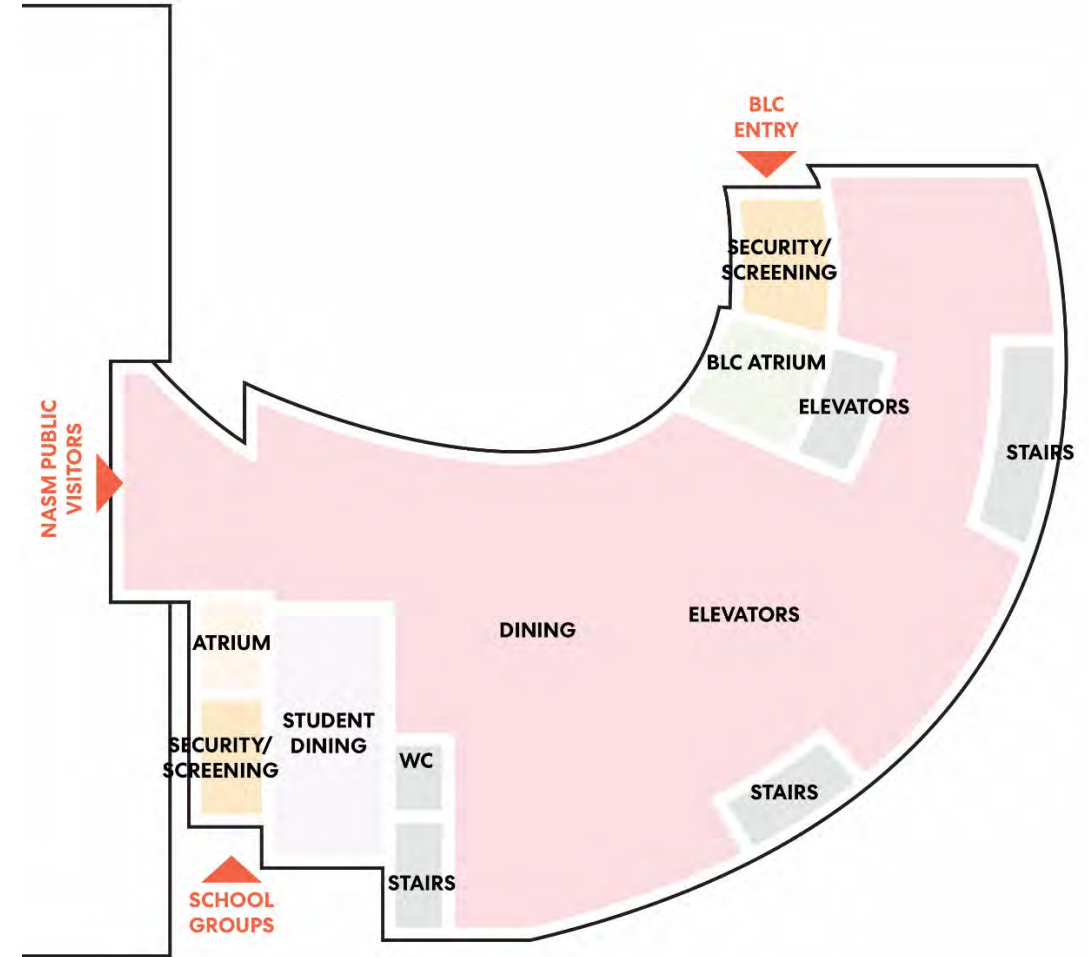 BLC
ENTRY
SECURITY/
SCREENING
BLC ATRIUM
ELEVATORS
STAIRS
NASM PUBLIC
VISITORS
DINING
ELEVATORS
ATRIUM
STUDENT
DINING
SECURITY/
SCREENING
WC
STAIRS
STAIRS
SCHOOL
GROUPS